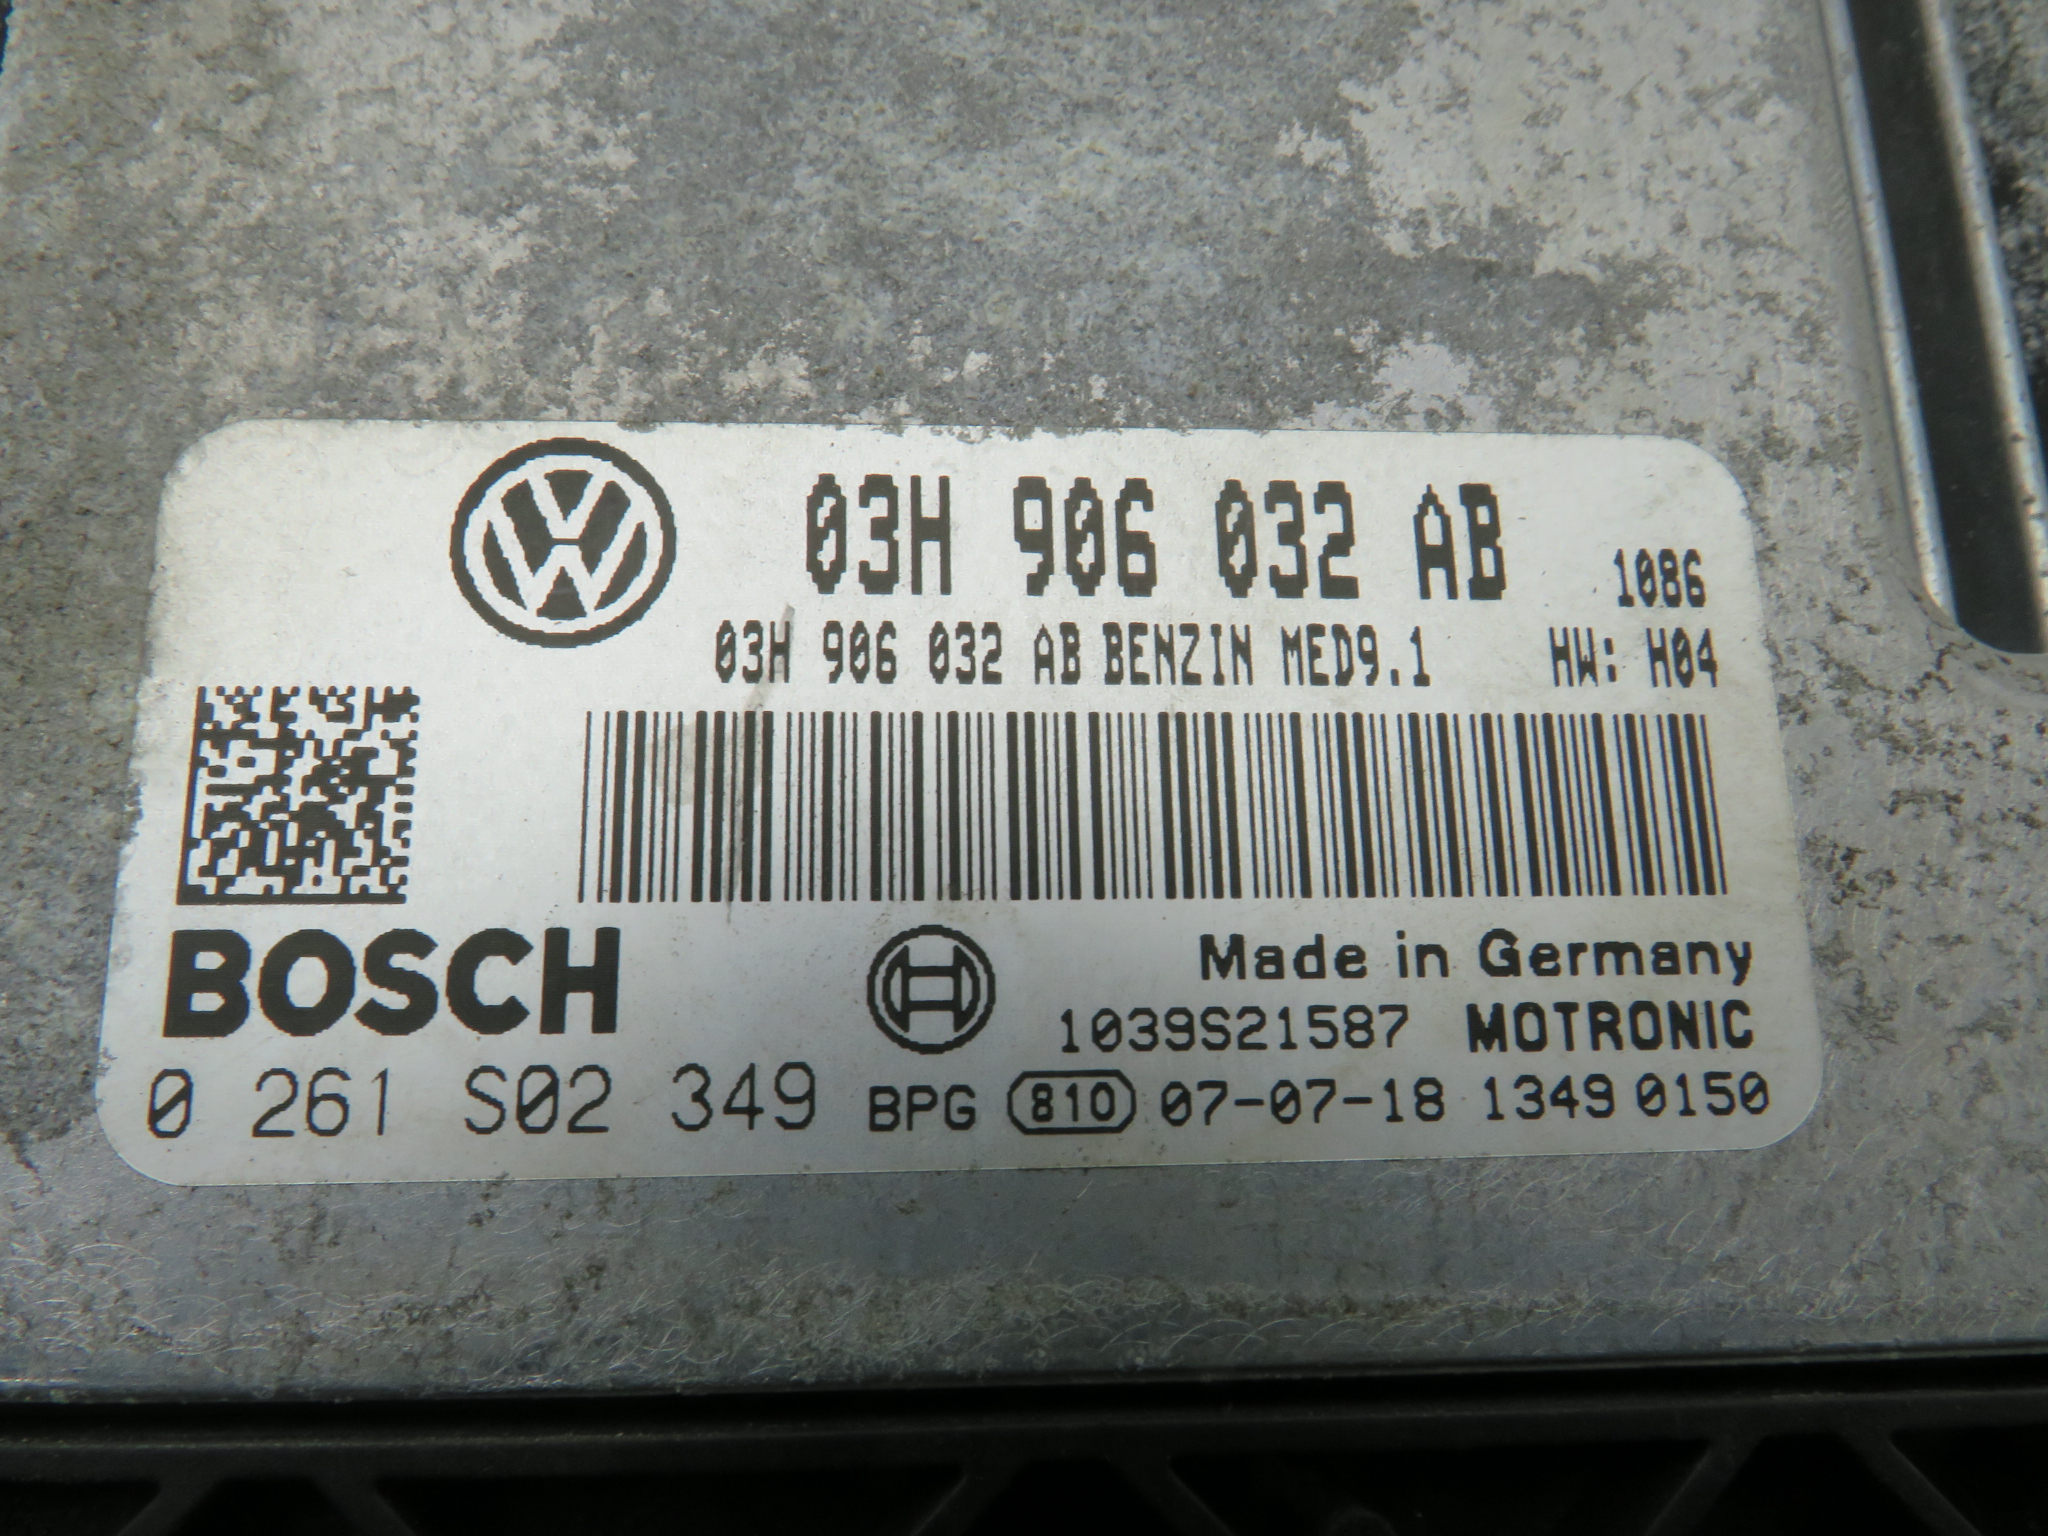 03H 906 032 AB 1086
03H 906 032 AB BENZIN MED9.1 HW: H04
BOSCH
Made in Germany
1039S21587 MOTRONIC
0 261 S02 349 BPG 810 07-07-18 1349 0150